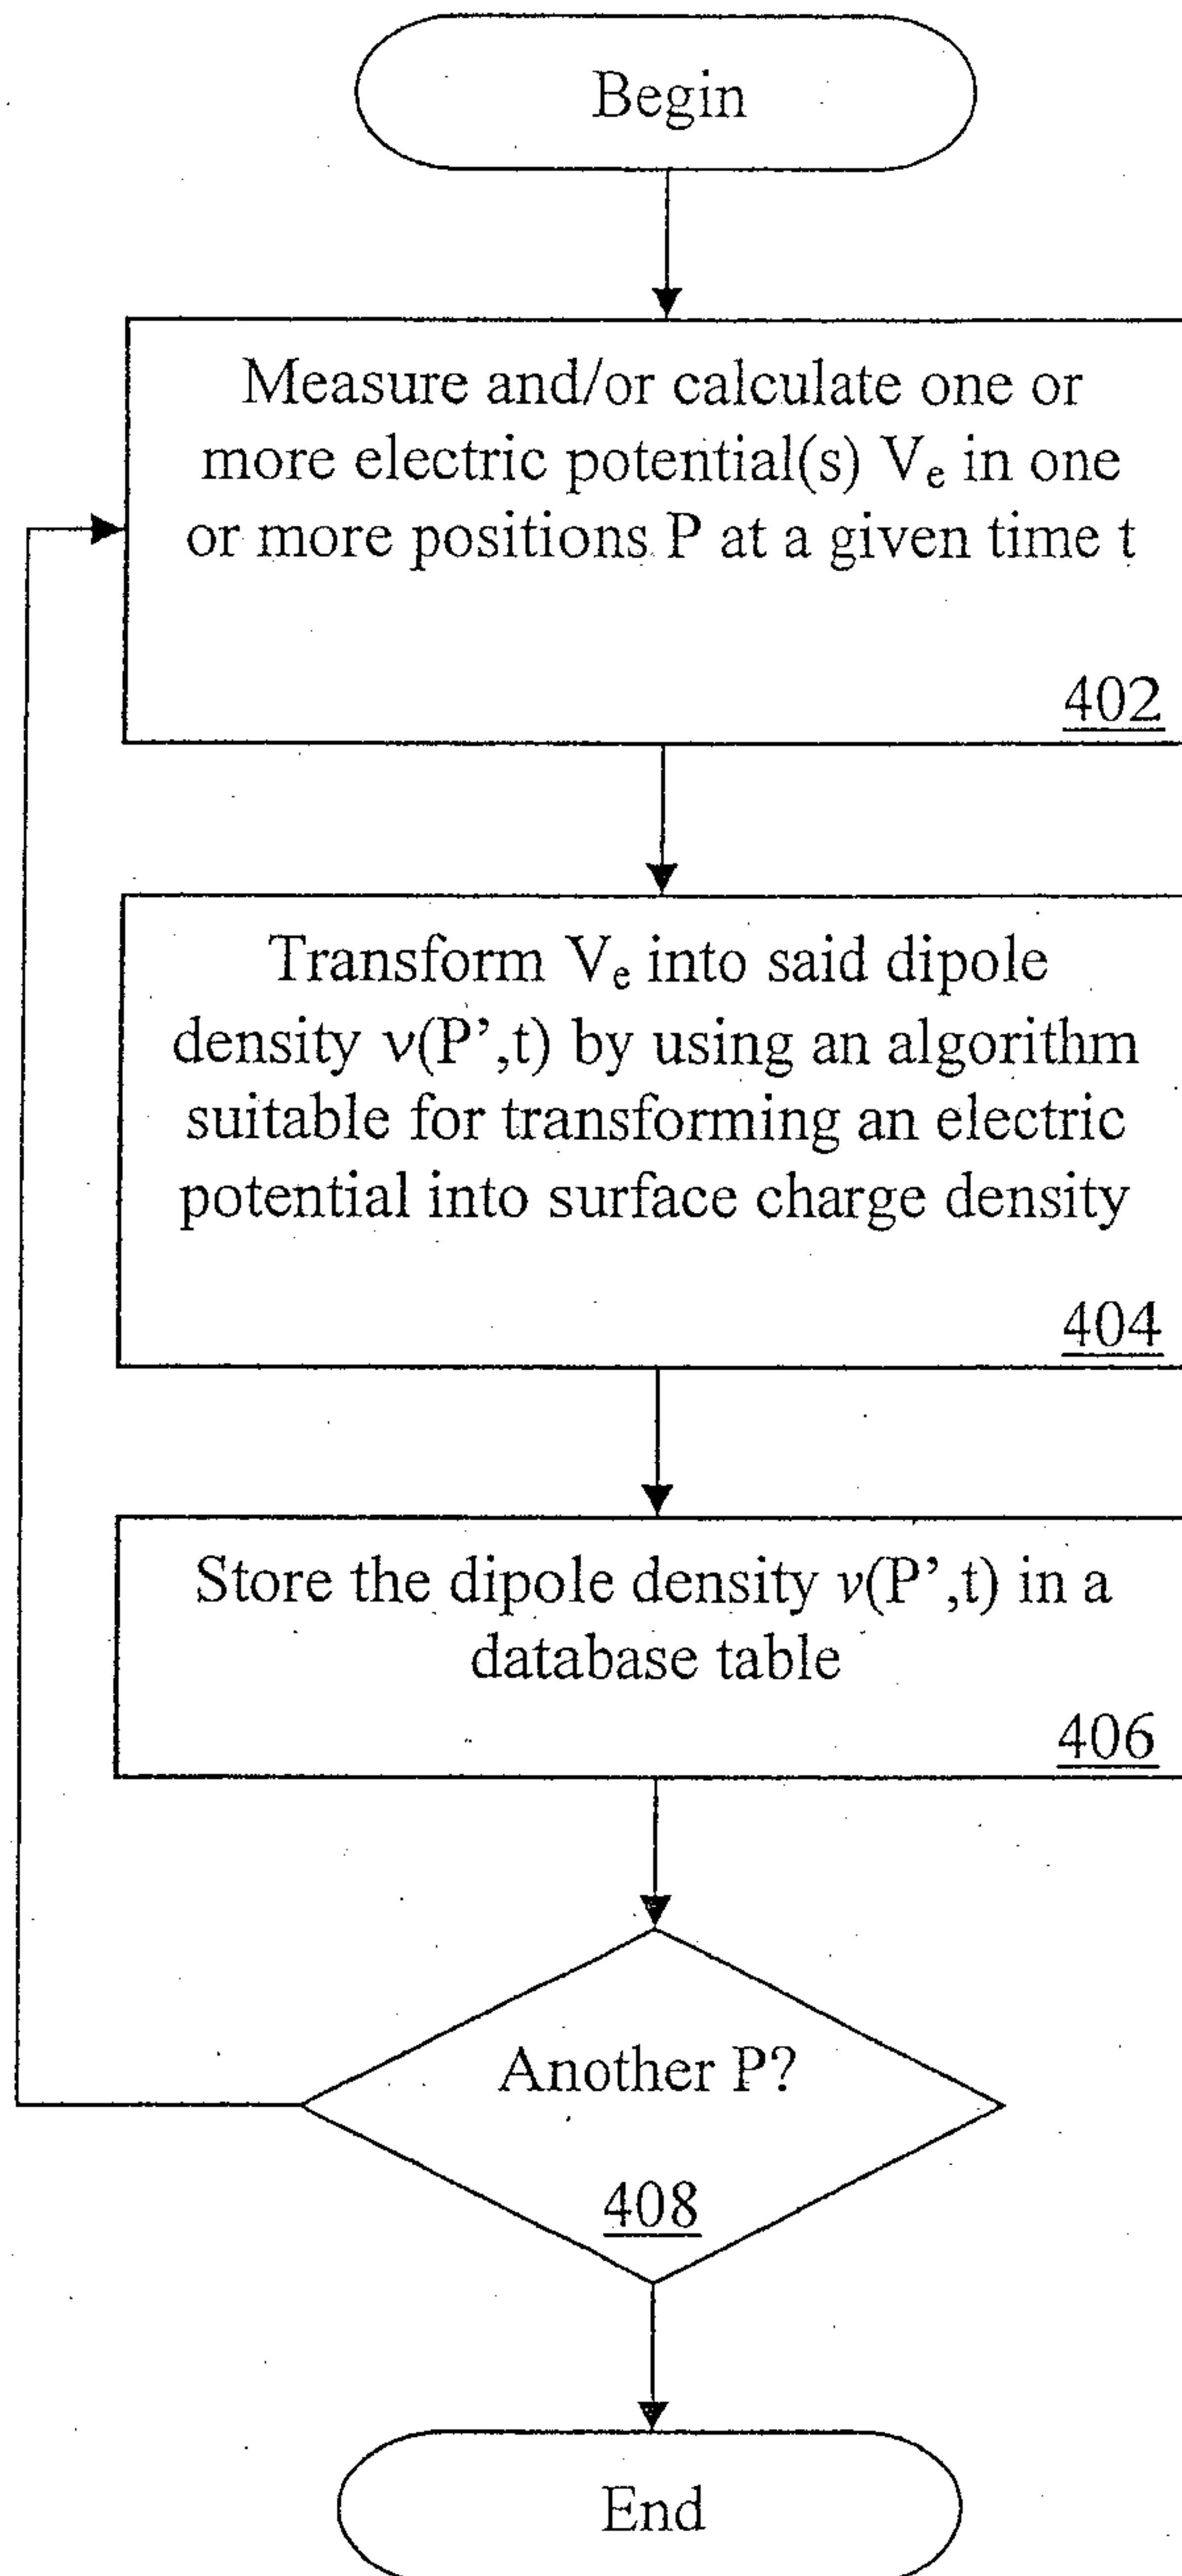 Begin
Measure and/or calculate one or
more electric potential(s) Vₑ in one
or more positions P at a given time t
402
Transform Vₑ into said dipole
density ν(P’,t) by using an algorithm
suitable for transforming an electric
potential into surface charge density
404
Store the dipole density ν(P’,t) in a
database table
406
Another P?
408
End